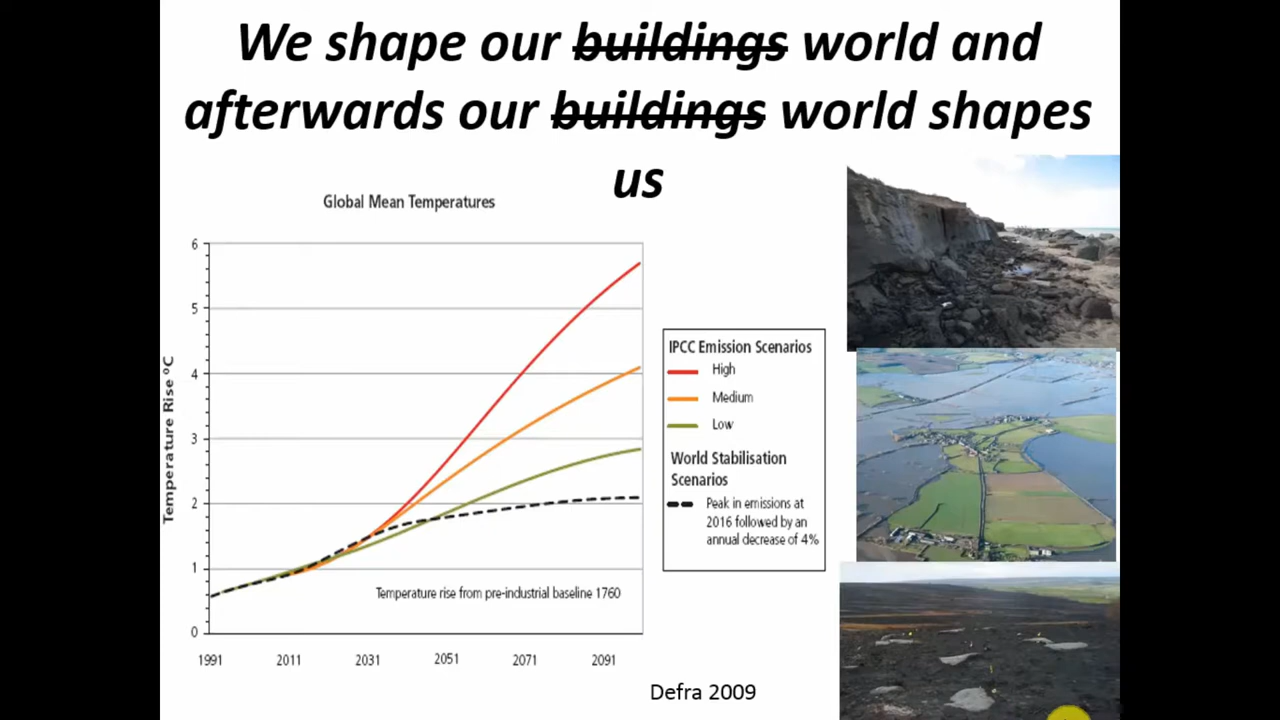 We shape our buildings world and
afterwards our buildings world shapes
us
Global Mean Temperatures
Temperature Rise ºC
6
5
4
3
2
1
0
1991 2011 2031 2051 2071 2091
Temperature rise from pre-industrial baseline 1760
IPCC Emission Scenarios
High
Medium
Low
World Stabilisation
Scenarios
Peak in emissions at
2016 followed by an
annual decrease of 4%
Defra 2009